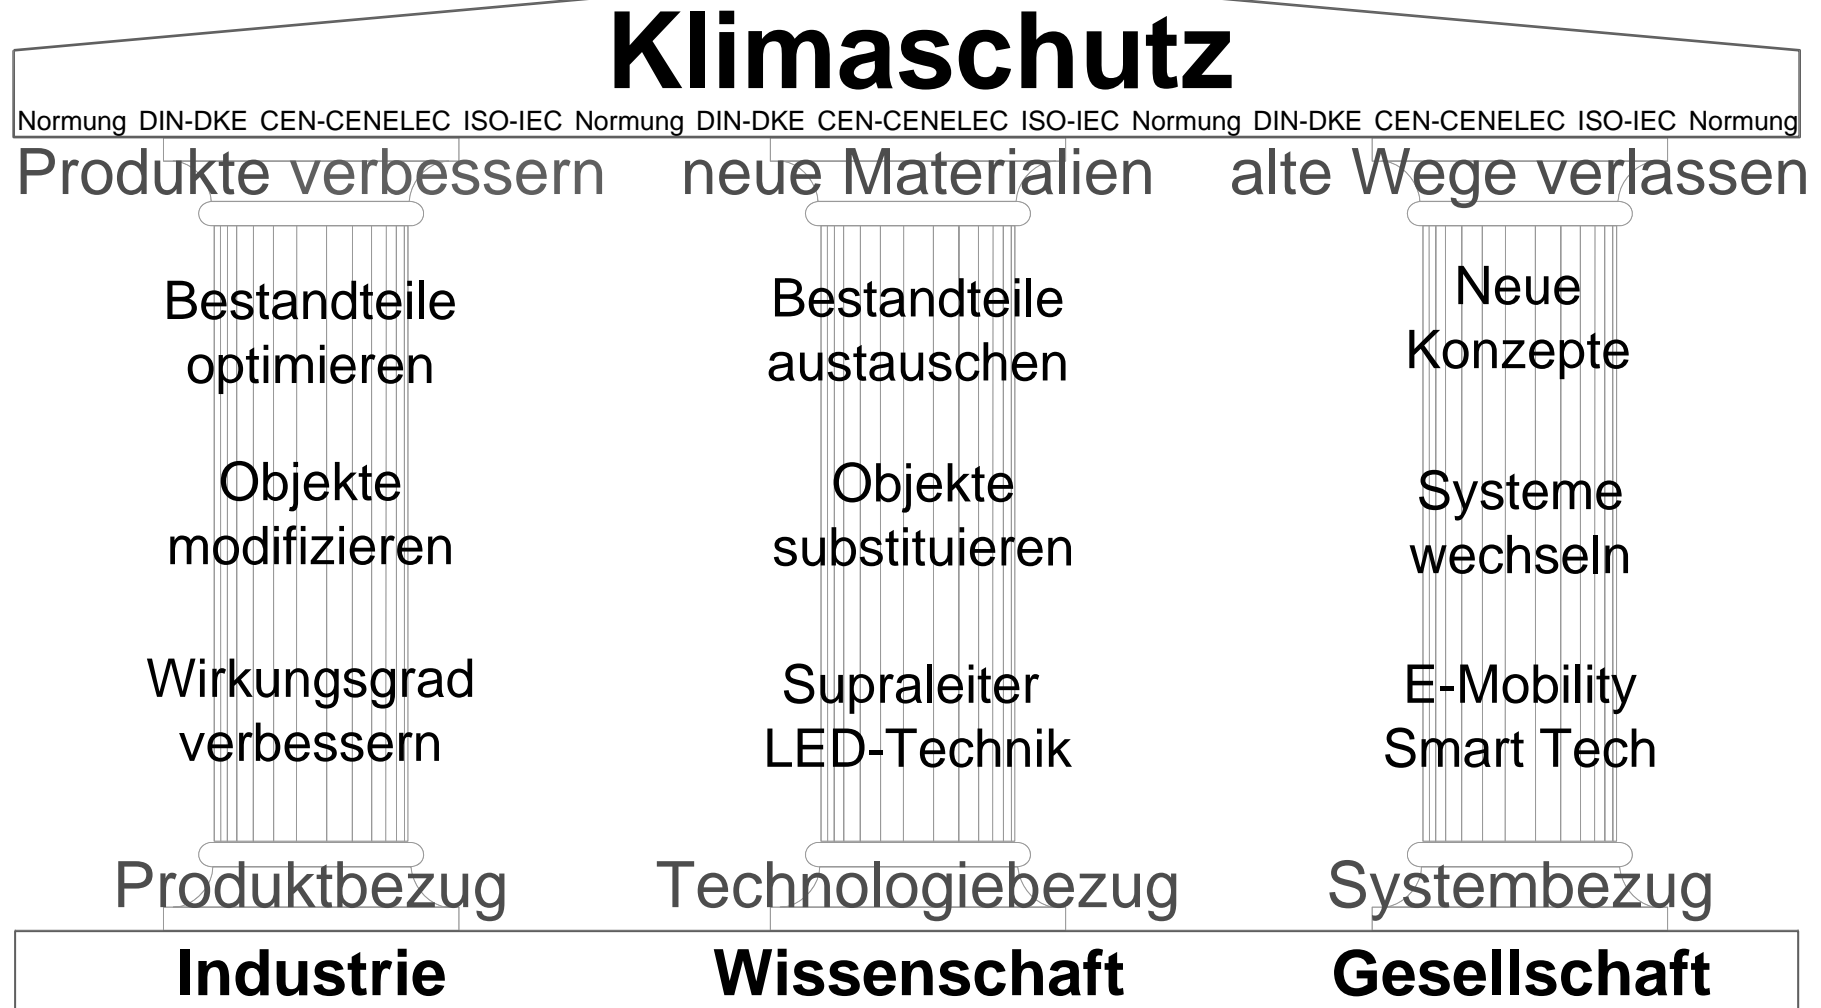 Klimaschutz
Normung DIN-DKE CEN-CENELEC ISO-IEC Normung DIN-DKE CEN-CENELEC ISO-IEC Normung DIN-DKE CEN-CENELEC ISO-IEC Normung
Produkte verbessern
Bestandteile
optimieren
Objekte
modifizieren
Wirkungsgrad
verbessern
Produktbezug
Industrie
neue Materialien
Bestandteile
austauschen
Objekte
substituieren
Supraleiter
LED-Technik
Technologiebezug
Wissenschaft
alte Wege verlassen
Neue
Konzepte
Systeme
wechseln
E-Mobility
Smart Tech
Systembezug
Gesellschaft